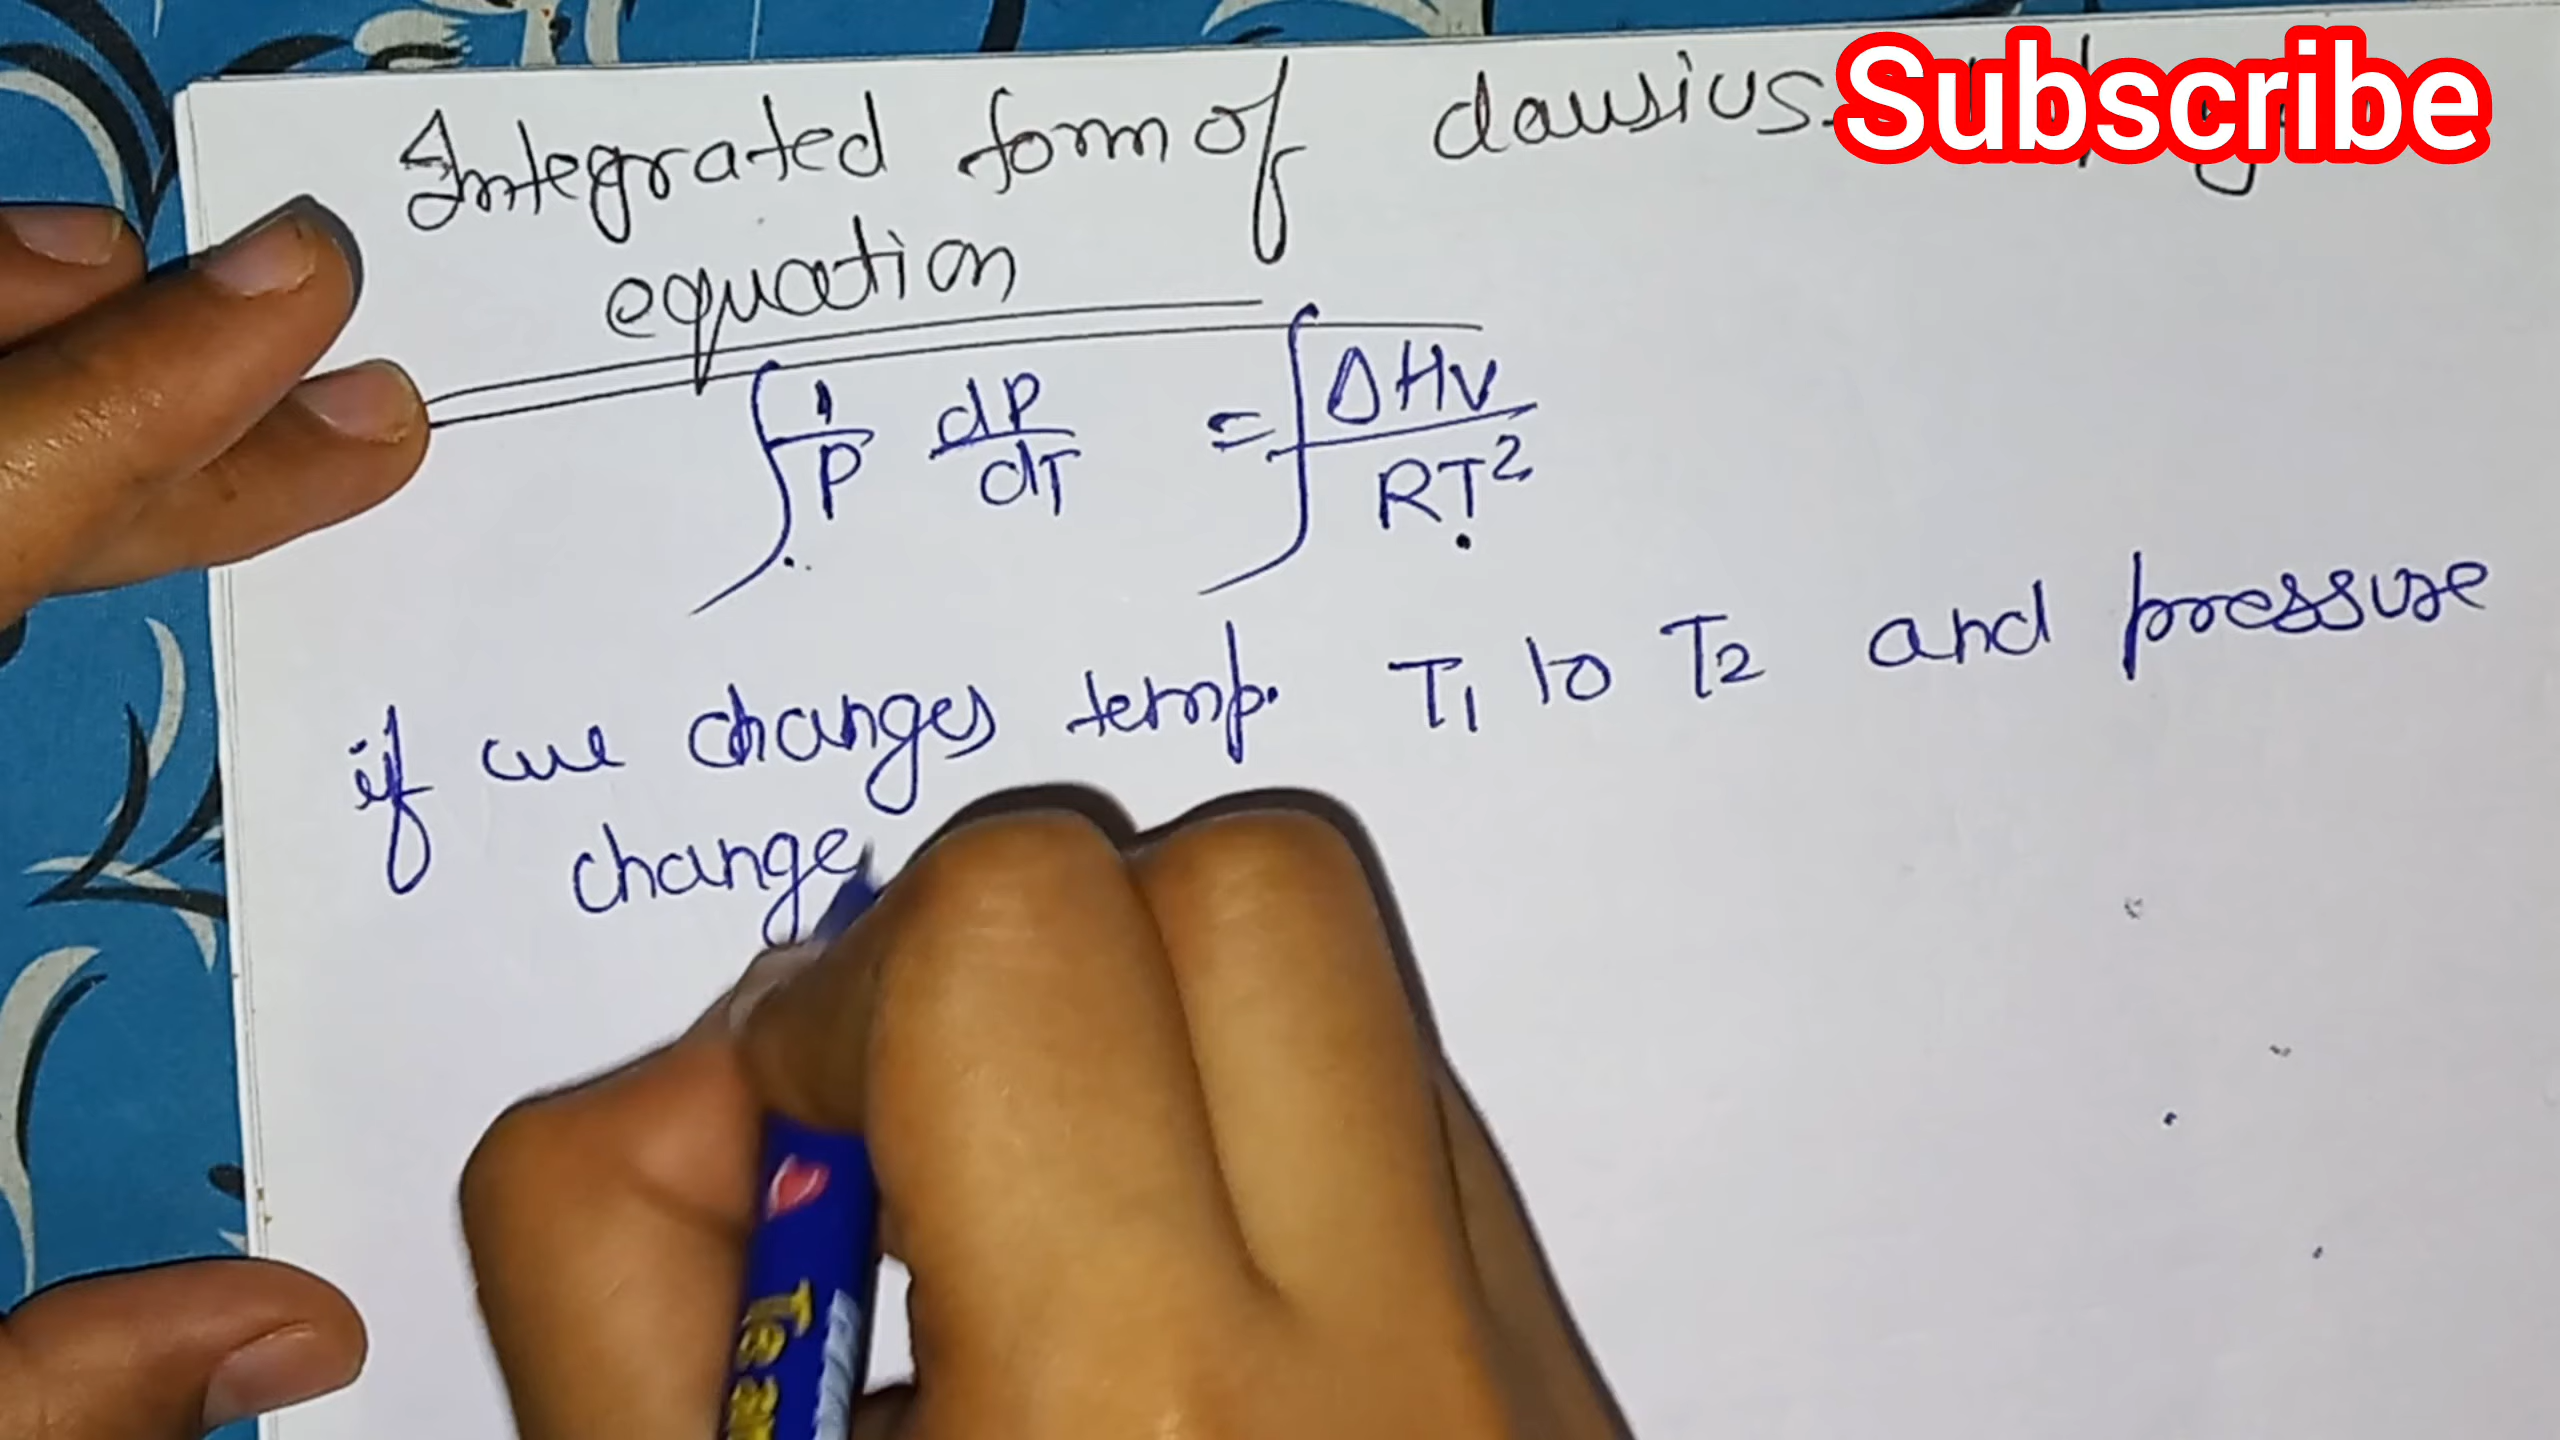 Integrated form of clausius
Subscribe
equation
∫ 1/P dP/dT = ∫ ΔHv/RT²
if we changes temp. T1 to T2 and pressure
change